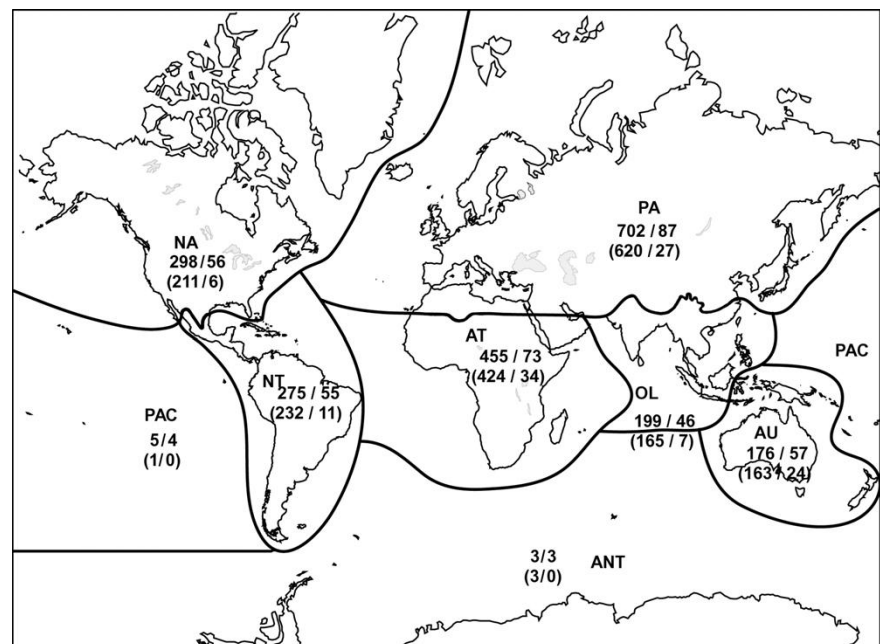 PA
702 / 87
(620 / 27)
NA
298 / 56
(211 / 6)
AT
455 / 73
(424 / 34)
PAC
NT
275 / 55
(232 / 11)
OL
199 / 46
(165 / 7)
PAC
5/4
(1/0)
AU
176 / 57
(163 / 24)
3/3
(3/0)
ANT